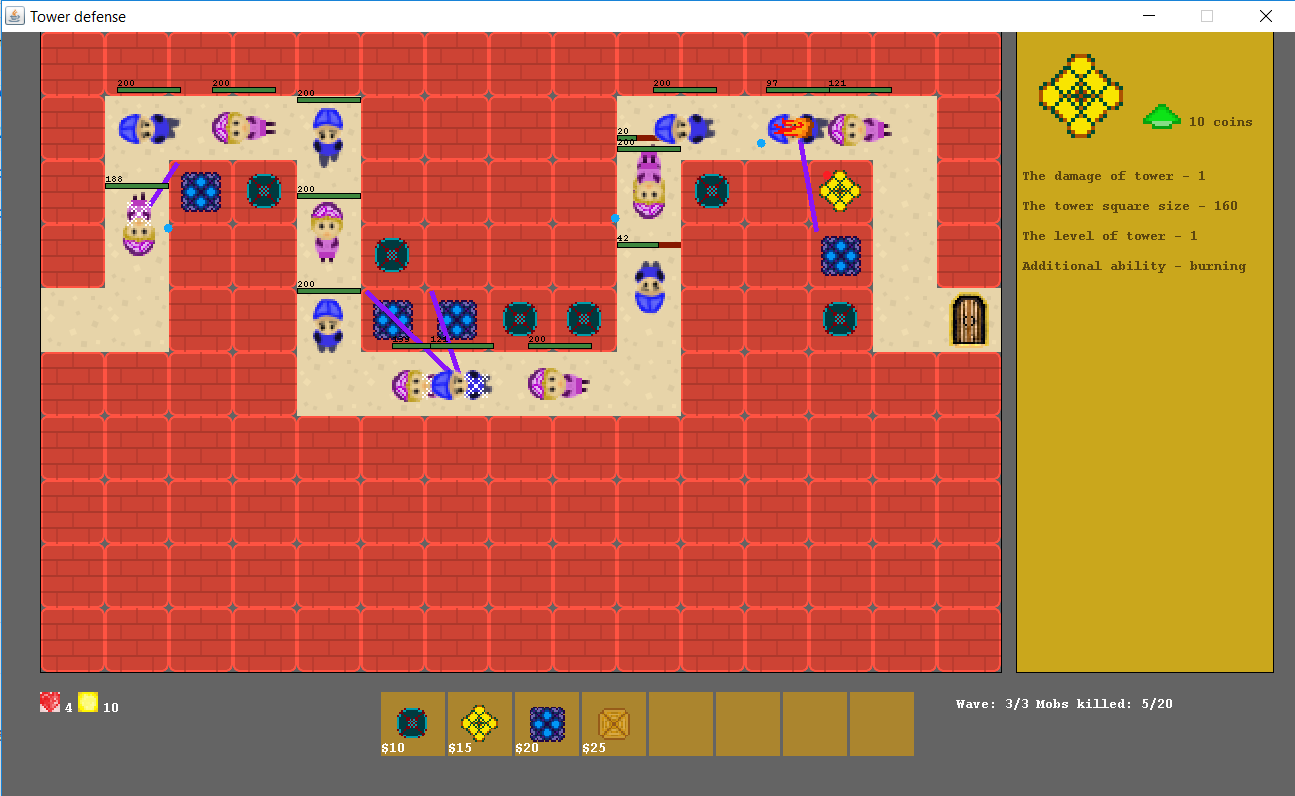 Tower defense
200 200
200
200 97 121
20
200
188
200
42
200
121
200
10 coins
The damage of tower - 1
The tower square size - 160
The level of tower - 1
Additional ability - burning
4 10
$10 $15 $20 $25
Wave: 3/3 Mobs killed: 5/20